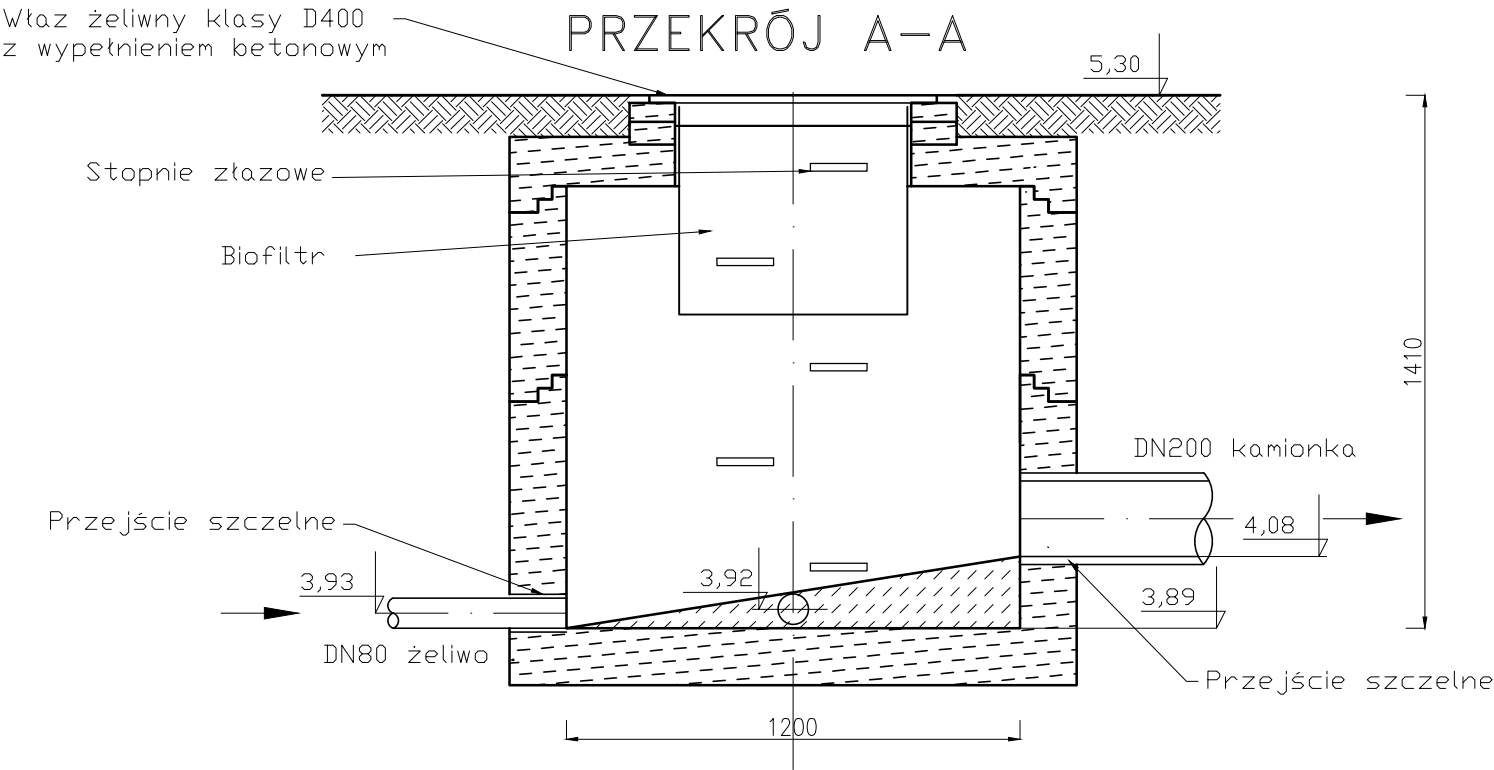 Właz żeliwny klasy D400
z wypełnieniem betonowym
PRZEKRÓJ A-A
5,30
Stopnie złazowe
Biofiltr
1410
DN200 kamionka
Przejście szczelne
4,08
3,93
3,92
3,89
DN80 żeliwo
Przejście szczelne
1200